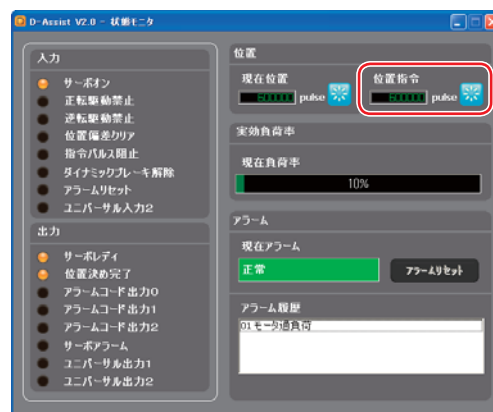 D-Assist V2.0 - 状態モニタ
入力
サーボオン
正転駆動禁止
逆転駆動禁止
位置偏差クリア
指令パルス阻止
ダイナミックブレーキ解除
アラームリセット
ユニバーサル入力2
出力
サーボレディ
位置決め完了
アラームコード出力0
アラームコード出力1
アラームコード出力2
サーボアラーム
ユニバーサル出力1
ユニバーサル出力2
位置
現在位置 位置指令
500000 pulse 500000 pulse
実効負荷率
現在負荷率
10%
アラーム
現在アラーム
正常 アラームリセット
アラーム履歴
01 モータ過負荷